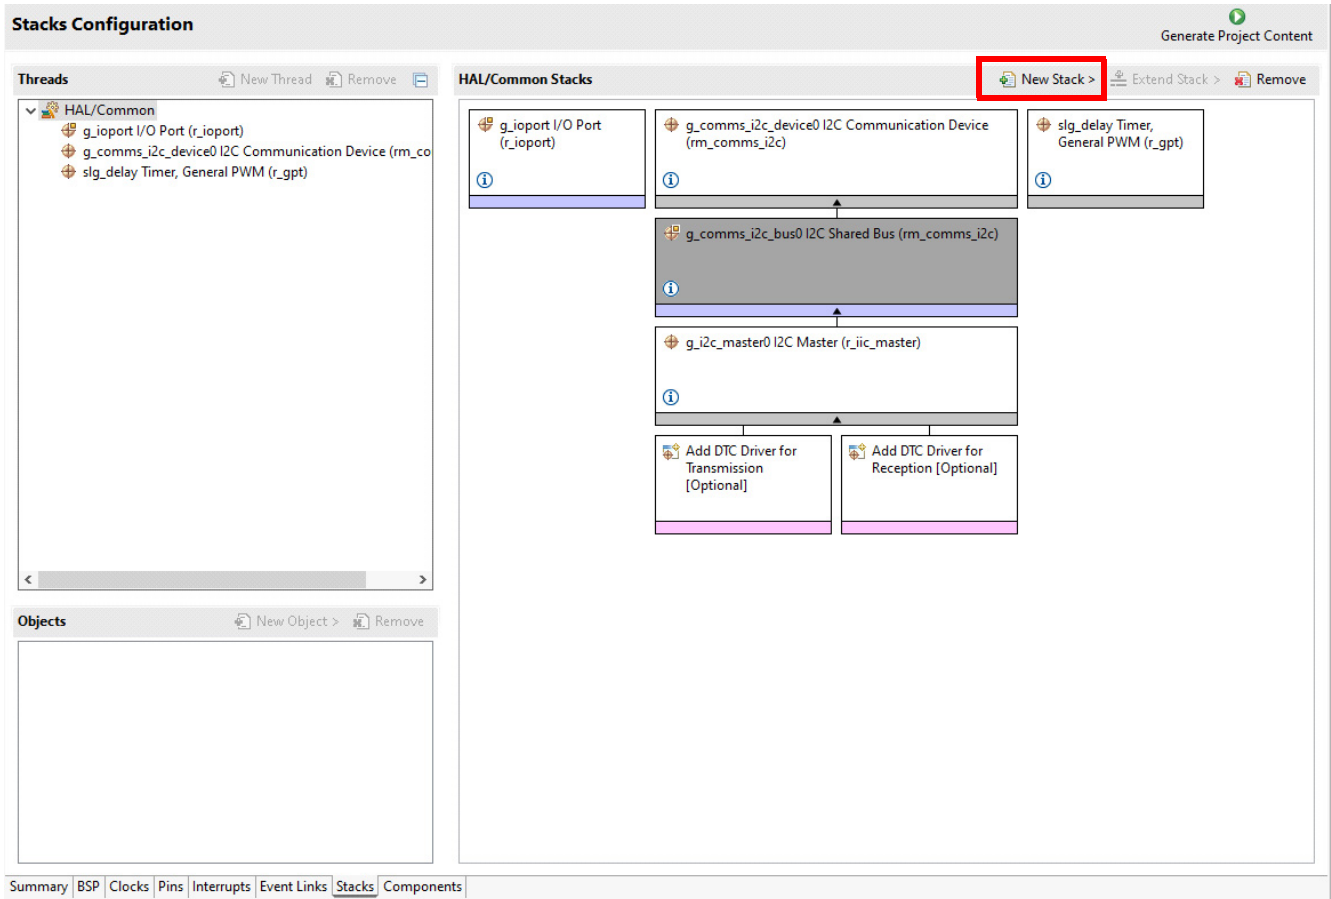 Stacks Configuration
Generate Project Content
Threads
New Thread
Remove
HAL/Common
g_ioport I/O Port (r_ioport)
g_comms_i2c_device0 I2C Communication Device (rm_co
slg_delay Timer, General PWM (r_gpt)
Objects
New Object >
Remove
HAL/Common Stacks
New Stack >
Extend Stack >
Remove
g_ioport I/O Port
(r_ioport)
g_comms_i2c_device0 I2C Communication Device
(rm_comms_i2c)
slg_delay Timer,
General PWM (r_gpt)
g_comms_i2c_bus0 I2C Shared Bus (rm_comms_i2c)
g_i2c_master0 I2C Master (r_iic_master)
Add DTC Driver for
Transmission
[Optional]
Add DTC Driver for
Reception [Optional]
Summary
BSP
Clocks
Pins
Interrupts
Event Links
Stacks
Components